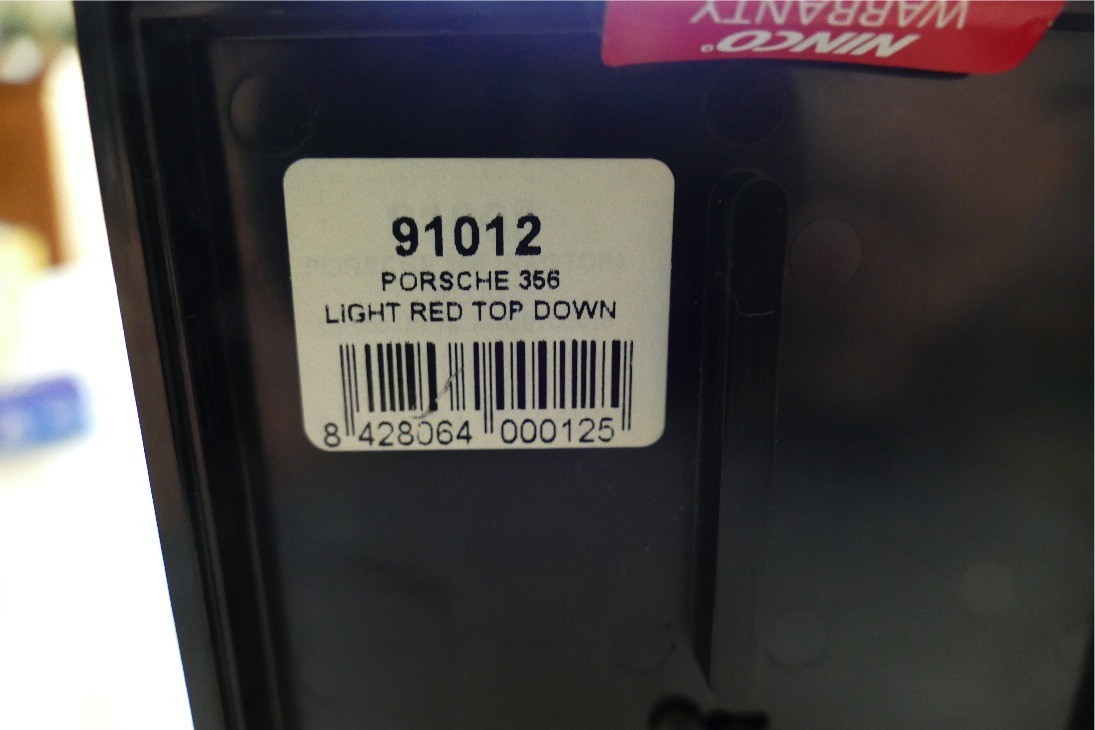 NINCO®
WARRANTY
91012
PORSCHE 356
LIGHT RED TOP DOWN
8 428064 000125